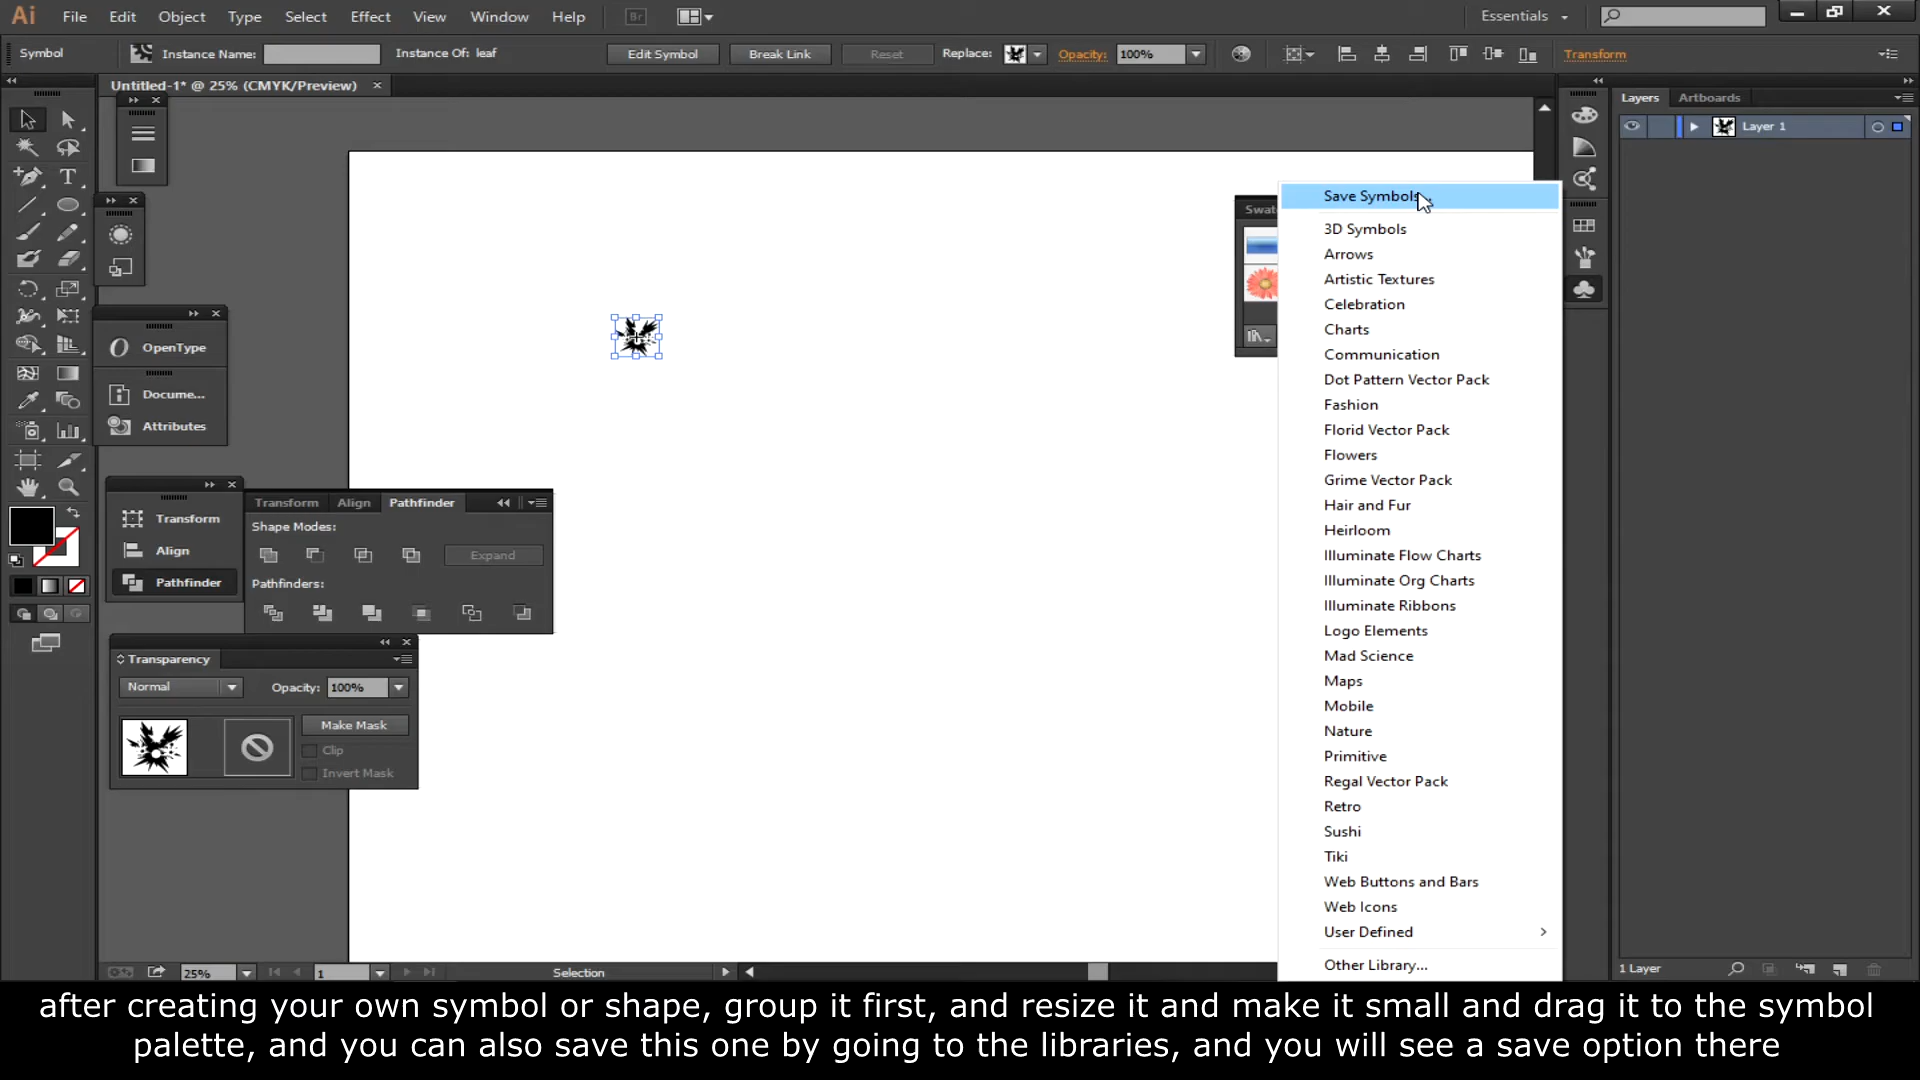 Ai File Edit Object Type Select Effect View Window Help Br Essentials
Symbol Instance Name: Instance Of: leaf Edit Symbol Break Link Reset Replace: Opacity: 100% Transform
Untitled-1* @ 25% (CMYK/Preview)
Layers Artboards
Layer 1
OpenType
Docume...
Attributes
Transform
Align
Pathfinder
Transform Align Pathfinder
Shape Modes:
Expand
Pathfinders:
Transparency
Normal Opacity: 100%
Make Mask
Clip
Invert Mask
Swat
Save Symbols
3D Symbols
Arrows
Artistic Textures
Celebration
Charts
Communication
Dot Pattern Vector Pack
Fashion
Florid Vector Pack
Flowers
Grime Vector Pack
Hair and Fur
Heirloom
Illuminate Flow Charts
Illuminate Org Charts
Illuminate Ribbons
Logo Elements
Mad Science
Maps
Mobile
Nature
Primitive
Regal Vector Pack
Retro
Sushi
Tiki
Web Buttons and Bars
Web Icons
User Defined
Other Library...
25% 1 Selection
1 Layer
after creating your own symbol or shape, group it first, and resize it and make it small and drag it to the symbol
palette, and you can also save this one by going to the libraries, and you will see a save option there